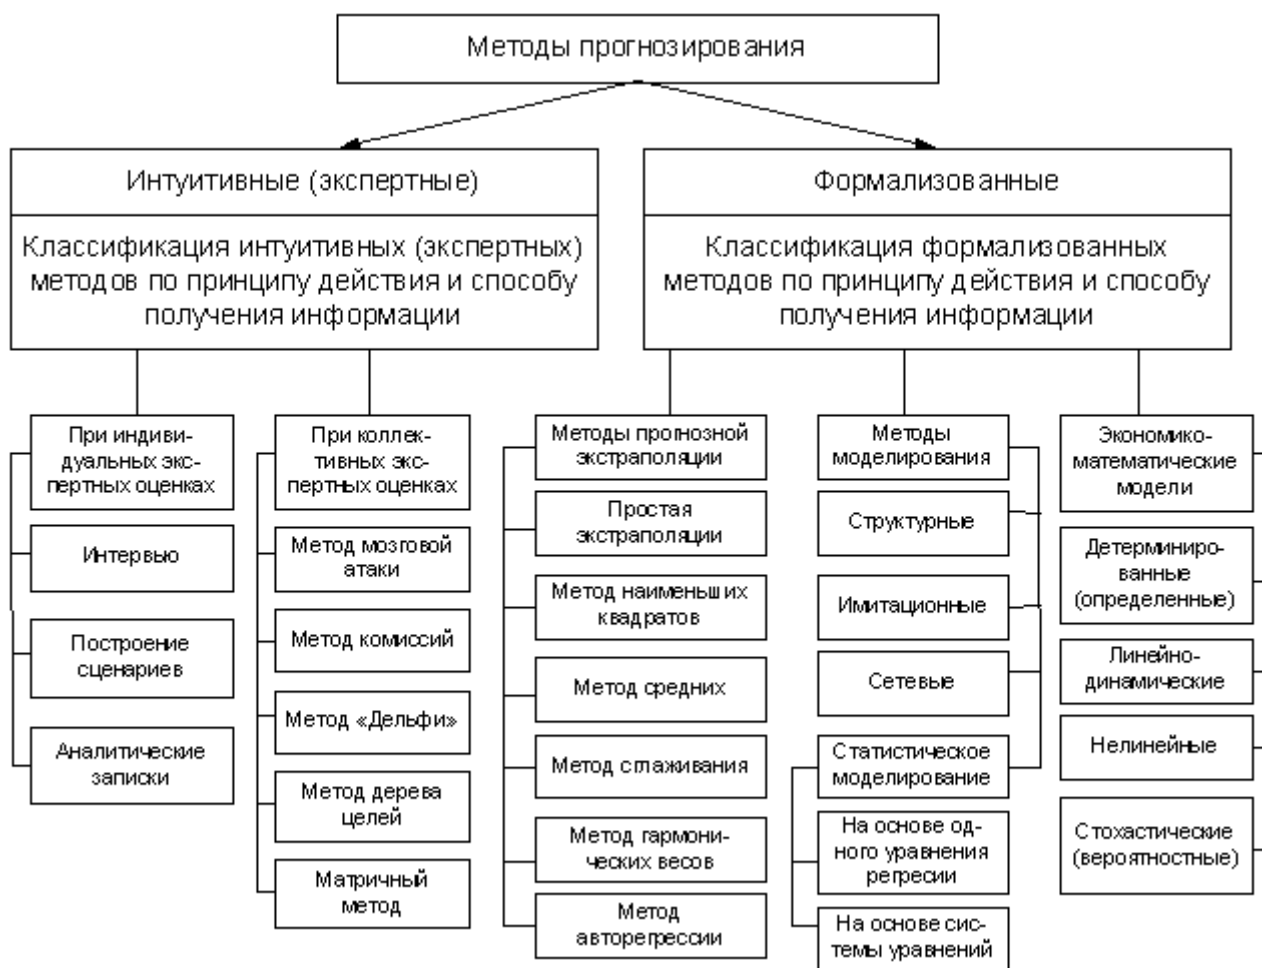 Методы прогнозирования
Интуитивные (экспертные)
Классификация интуитивных (экспертных)
методов по принципу действия и способу
получения информации
Формализованные
Классификация формализованных
методов по принципу действия и способу
получения информации
При индиви-
дуальных экс-
пертных оценках
Интервью
Построение
сценариев
Аналитические
записки
При коллек-
тивных экс-
пертных оценках
Метод мозговой
атаки
Метод комиссий
Метод «Дельфи»
Метод дерева
целей
Матричный
метод
Методы прогнозной
экстраполяции
Простая
экстраполяции
Метод наименьших
квадратов
Метод средних
Метод сглаживания
Метод гармони-
ческих весов
Метод
авторегрессии
Методы
моделирования
Структурные
Имитационные
Сетевые
Статистическое
моделирование
На основе од-
ного уравнения
регресии
На основе сис-
темы уравнений
Экономико-
математические
модели
Детерминиро-
ванные
(определенные)
Линейно-
динамические
Нелинейные
Стохастические
(вероятностные)